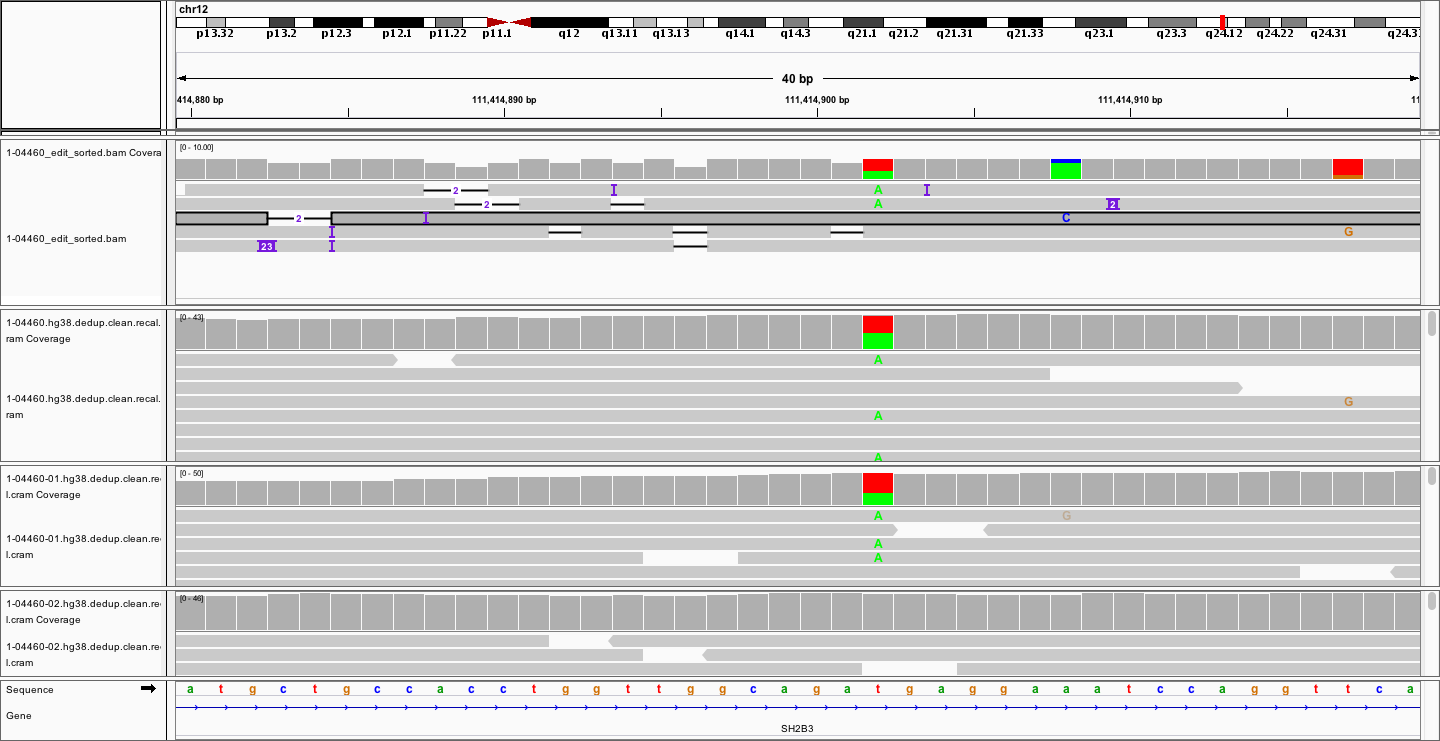 chr12
p13.32 p13.2 p12.3 p12.1 p11.22 p11.1 q12 q13.11 q13.13 q14.1 q14.3 q21.1 q21.2 q21.31 q21.33 q23.1 q23.3 q24.12 q24.22 q24.31 q24.3
40 bp
414,880 bp 111,414,890 bp 111,414,900 bp 111,414,910 bp 11
1-04460_edit_sorted.bam Covera
[0 - 10.00]
2 A
2 A 2
2 C
1-04460_edit_sorted.bam
G
23
1-04460.hg38.dedup.clean.recal.
ram Coverage
[0 - 43]
A
1-04460.hg38.dedup.clean.recal.
ram
G
A
A
1-04460-01.hg38.dedup.clean.re
l.cram Coverage
[0 - 50]
A G
1-04460-01.hg38.dedup.clean.re
l.cram
A
A
1-04460-02.hg38.dedup.clean.re
l.cram Coverage
[0 - 46]
1-04460-02.hg38.dedup.clean.re
l.cram
Sequence a t g c t g c c a c c t g g t t g g c a g a t g a g g a a a t c c a g g t t c a
Gene
SH2B3